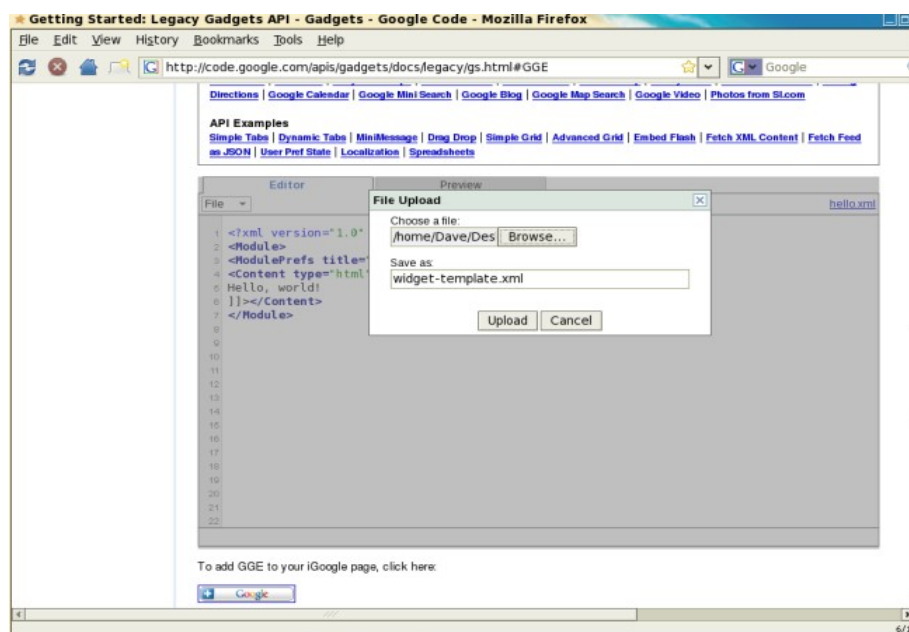 Getting Started: Legacy Gadgets API - Gadgets - Google Code - Mozilla Firefox
File Edit View History Bookmarks Tools Help
http://code.google.com/apis/gadgets/docs/legacy/gs.html#GGE
Google
Directions | Google Calendar | Google Mini Search | Google Blog | Google Map Search | Google Video | Photos from SI.com
API Examples
Simple Tabs | Dynamic Tabs | MiniMessage | Drag Drop | Simple Grid | Advanced Grid | Embed Flash | Fetch XML Content | Fetch Feed
as JSON | User Pref State | Localization | Spreadsheets
Editor Preview
File
hello.xml
File Upload
Choose a file:
/home/Dave/Des Browse...
Save as:
widget-template.xml
Upload Cancel
1 <?xml version="1.0"
2 <Module>
3 <ModulePrefs title="
4 <Content type="html"
5 Hello, world!
6 ]]></Content>
7 </Module>
8
9
10
11
12
13
14
15
16
17
18
19
20
21
22
To add GGE to your iGoogle page, click here:
Google